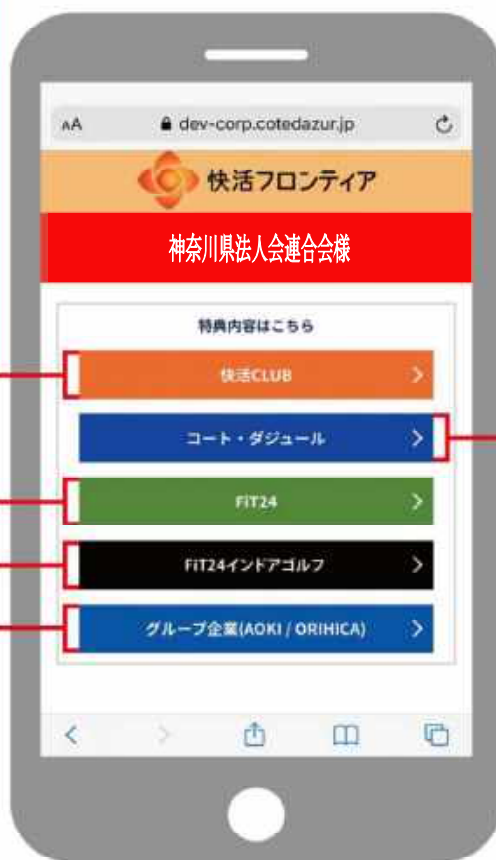 AA dev-corp.cotedazur.jp
快活フロンティア
神奈川県法人会連合会様
特典内容はこちら
快活CLUB
コート・ダジュール
FiT24
FiT24インドアゴルフ
グループ企業(AOKI / ORIHICA)